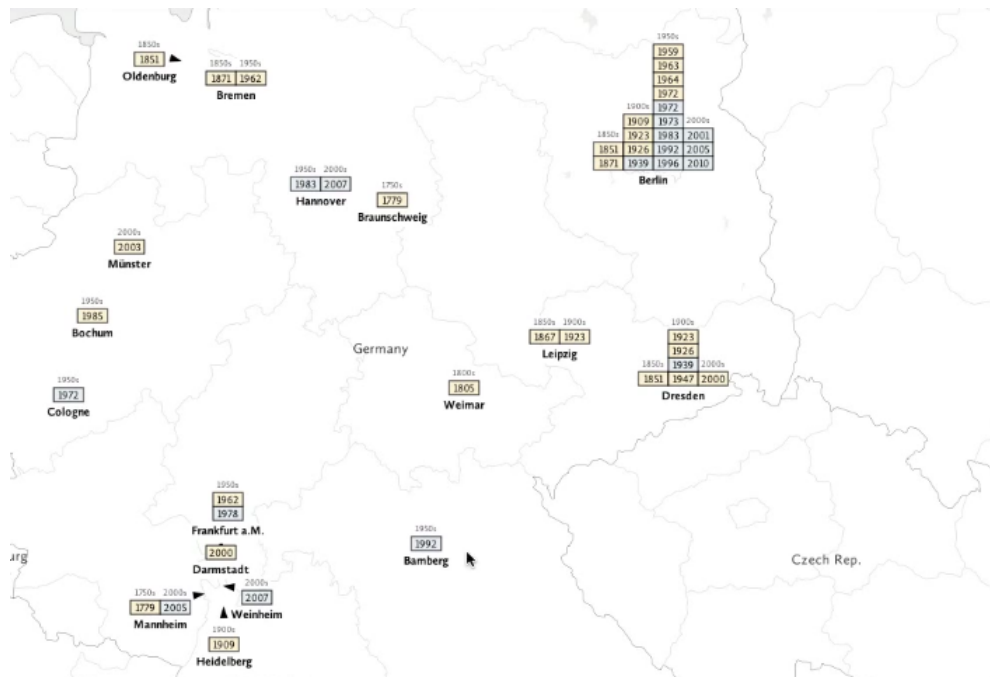 1850s
1851
Oldenburg
1850s 1950s
1871 1962
Bremen
1950s
1959
1963
1964
1972
1900s 1972
1909 1973 2000s
1850s 1923 1983 2001
1851 1926 1992 2005
1871 1939 1996 2010
Berlin
1950s 2000s
1983 2007
Hannover
1750s
1779
Braunschweig
2000s
2003
Münster
1950s
1985
Bochum
Germany
1850s 1900s
1867 1923
Leipzig
1900s
1923
1926
1850s 1939 2000s
1851 1947 2000
Dresden
1950s
1972
Cologne
1800s
1805
Weimar
1950s
1962
1978
Frankfurt a.M.
2000
Darmstadt
1950s
1992
Bamberg
urg
Czech Rep.
1750s 2000s
1779 2005
Mannheim
2000s
2007
Weinheim
1900s
1909
Heidelberg